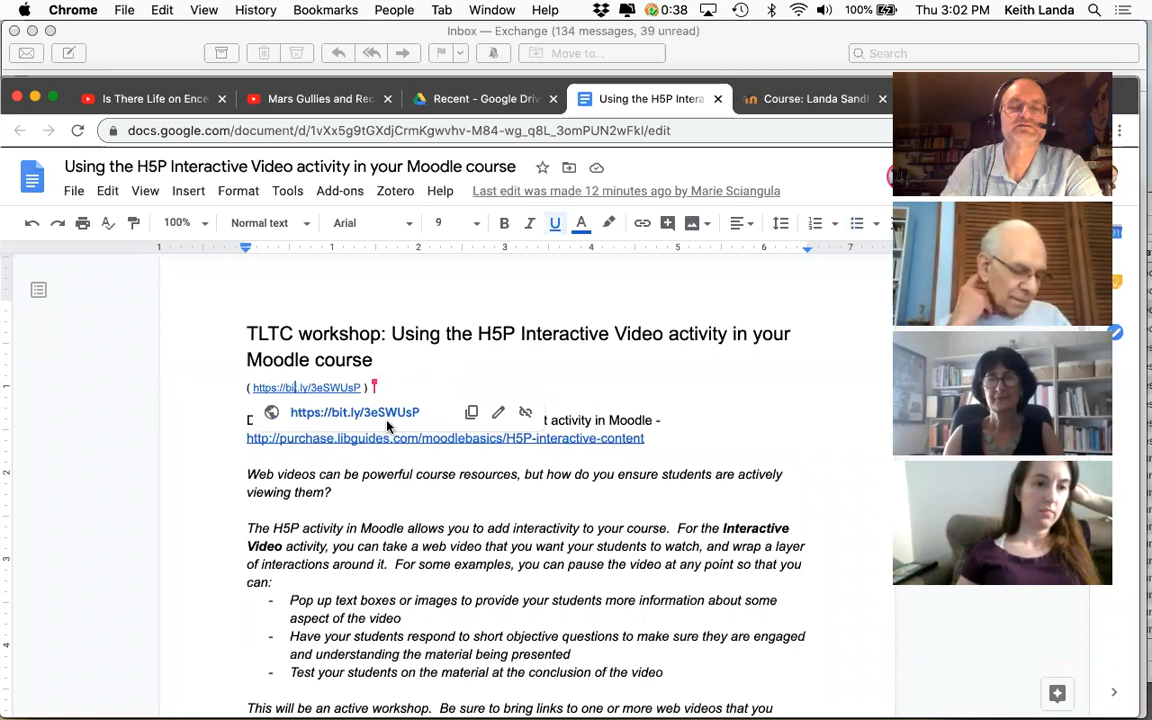 Chrome File Edit View History Bookmarks People Tab Window Help 0:38 100% Thu 3:02 PM Keith Landa
Inbox — Exchange (134 messages, 39 unread)
Move to... Search
Is There Life on Ence Mars Gullies and Rec Recent - Google Driv Using the H5P Intera Course: Landa Sandl
docs.google.com/document/d/1vXx5g9tGXdjCrmKgwvhv-M84-wg_q8L_3omPUN2wFkI/edit
Using the H5P Interactive Video activity in your Moodle course
File Edit View Insert Format Tools Add-ons Zotero Help Last edit was made 12 minutes ago by Marie Sciangula
100% Normal text Arial 9 B I U A
1 1 2 3 4 5 6 7
TLTC workshop: Using the H5P Interactive Video activity in your
Moodle course
( https://bit.ly/3eSWUsP )
https://bit.ly/3eSWUsP
t activity in Moodle -
http://purchase.libguides.com/moodlebasics/H5P-interactive-content
Web videos can be powerful course resources, but how do you ensure students are actively
viewing them?
The H5P activity in Moodle allows you to add interactivity to your course. For the Interactive
Video activity, you can take a web video that you want your students to watch, and wrap a layer
of interactions around it. For some examples, you can pause the video at any point so that you
can:
- Pop up text boxes or images to provide your students more information about some
aspect of the video
- Have your students respond to short objective questions to make sure they are engaged
and understanding the material being presented
- Test your students on the material at the conclusion of the video
This will be an active workshop. Be sure to bring links to one or more web videos that you